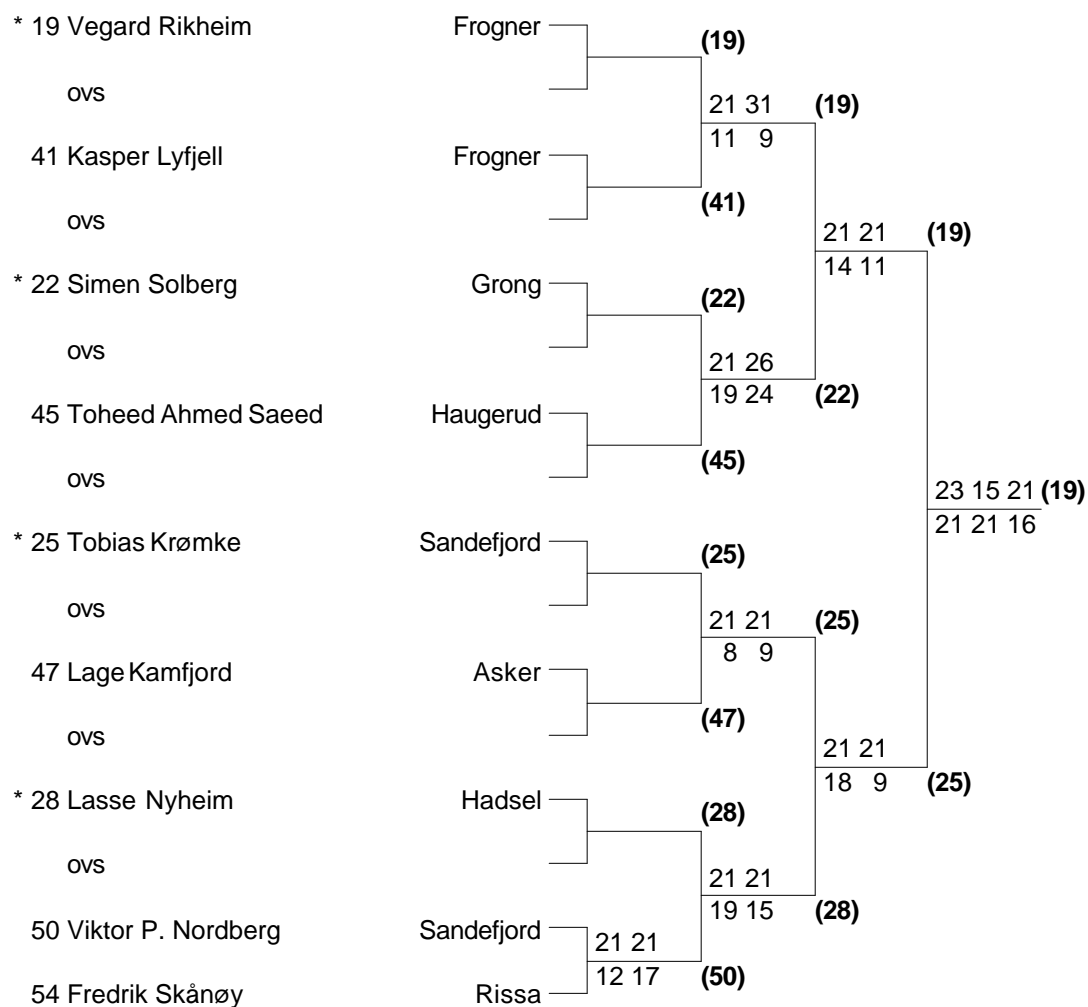 * 19 Vegard Rikheim Frogner
(19)
ovs
21 31 (19)
11 9
41 Kasper Lyfjell Frogner
(41)
ovs
21 21 (19)
14 11
* 22 Simen Solberg Grong
(22)
ovs
21 26
19 24 (22)
45 Toheed Ahmed Saeed Haugerud
(45)
ovs
23 15 21 (19)
21 21 16
* 25 Tobias Krømke Sandefjord
(25)
ovs
21 21 (25)
8 9
47 Lage Kamfjord Asker
(47)
ovs
21 21
18 9 (25)
* 28 Lasse Nyheim Hadsel
(28)
ovs
21 21
19 15 (28)
50 Viktor P. Nordberg Sandefjord
21 21
12 17 (50)
54 Fredrik Skånøy Rissa